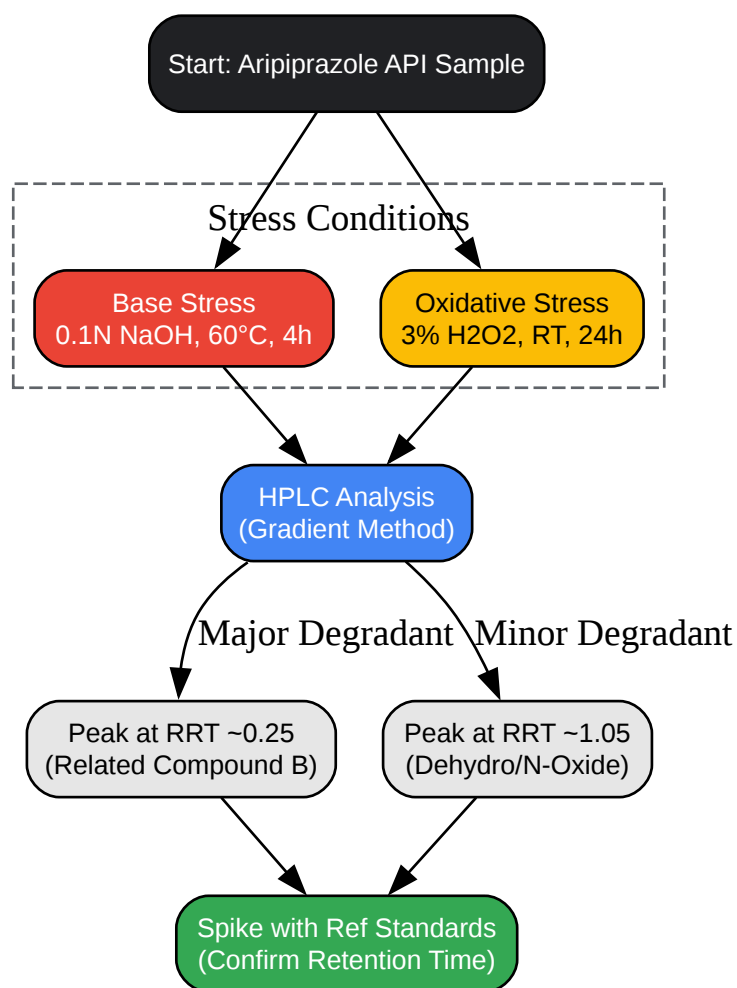 Start: Aripiprazole API Sample
Stress Conditions
Base Stress
0.1N NaOH, 60°C, 4h
Oxidative Stress
3% H2O2, RT, 24h
HPLC Analysis
(Gradient Method)
Major Degradant
Minor Degradant
Peak at RRT ~0.25
(Related Compound B)
Peak at RRT ~1.05
(Dehydro/N-Oxide)
Spike with Ref Standards
(Confirm Retention Time)